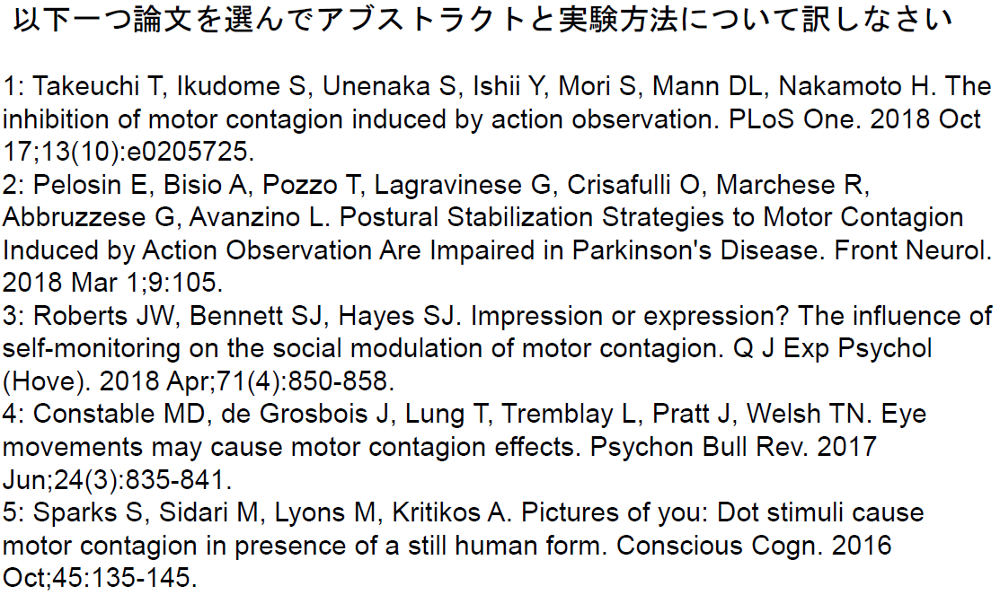 以下一つ論文を選んでアブストラクトと実験方法について訳しなさい
1: Takeuchi T, Ikudome S, Unenaka S, Ishii Y, Mori S, Mann DL, Nakamoto H. The
inhibition of motor contagion induced by action observation. PLoS One. 2018 Oct
17;13(10):e0205725.
2: Pelosin E, Bisio A, Pozzo T, Lagravinese G, Crisafulli O, Marchese R,
Abbruzzese G, Avanzino L. Postural Stabilization Strategies to Motor Contagion
Induced by Action Observation Are Impaired in Parkinson's Disease. Front Neurol.
2018 Mar 1;9:105.
3: Roberts JW, Bennett SJ, Hayes SJ. Impression or expression? The influence of
self-monitoring on the social modulation of motor contagion. Q J Exp Psychol
(Hove). 2018 Apr;71(4):850-858.
4: Constable MD, de Grosbois J, Lung T, Tremblay L, Pratt J, Welsh TN. Eye
movements may cause motor contagion effects. Psychon Bull Rev. 2017
Jun;24(3):835-841.
5: Sparks S, Sidari M, Lyons M, Kritikos A. Pictures of you: Dot stimuli cause
motor contagion in presence of a still human form. Conscious Cogn. 2016
Oct;45:135-145.